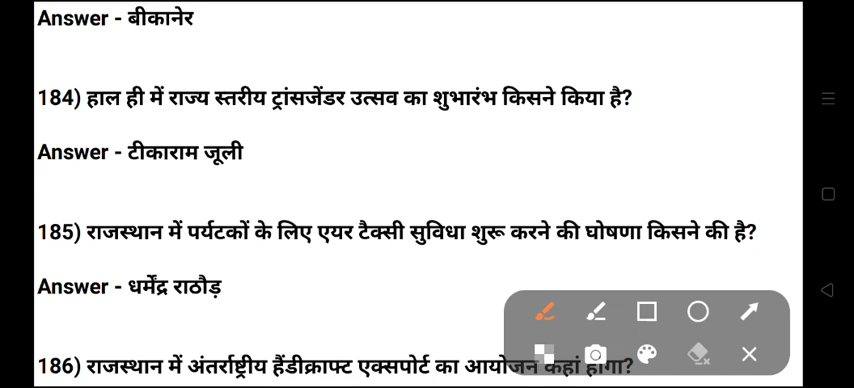 Answer - बीकानेर
184) हाल ही में राज्य स्तरीय ट्रांसजेंडर उत्सव का शुभारंभ किसने किया है?
Answer - टीकाराम जूली
185) राजस्थान में पर्यटकों के लिए एयर टैक्सी सुविधा शुरू करने की घोषणा किसने की है?
Answer - धर्मेंद्र राठौड़
186) राजस्थान में अंतर्राष्ट्रीय हैंडीक्राफ्ट एक्सपोर्ट का आयोजन कहां होगा?